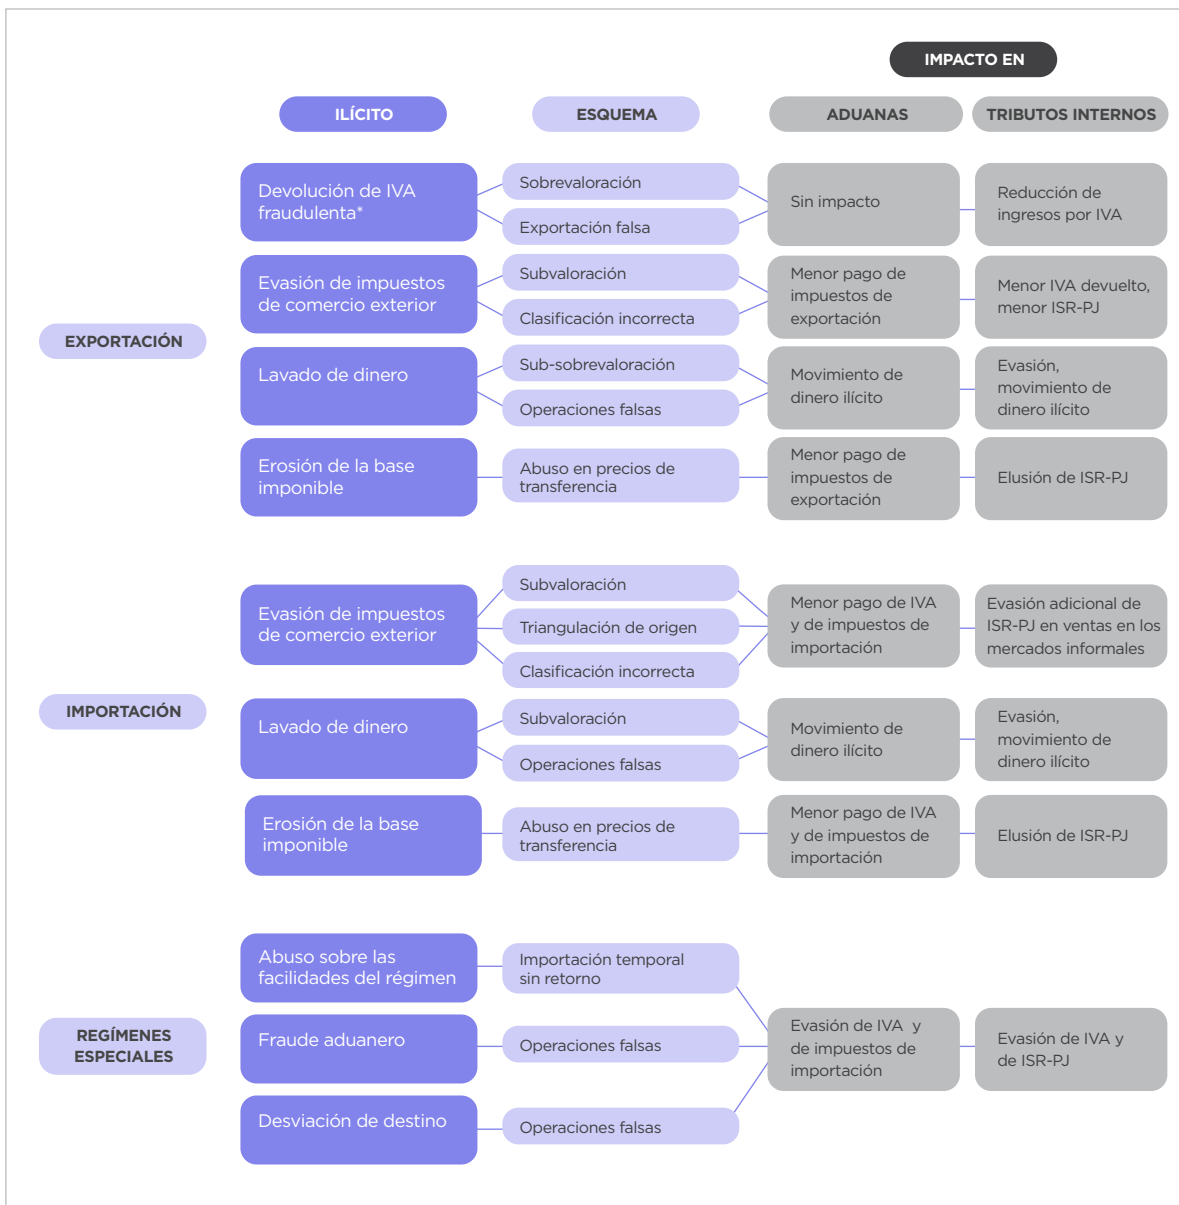 IMPACTO EN
ILÍCITO
ESQUEMA
ADUANAS
TRIBUTOS INTERNOS
EXPORTACIÓN
Devolución de IVA
fraudulenta*
Sobrevaloración
Exportación falsa
Sin impacto
Reducción de
ingresos por IVA
Evasión de impuestos
de comercio exterior
Subvaloración
Clasificación incorrecta
Menor pago de
impuestos de
exportación
Menor IVA devuelto,
menor ISR-PJ
Lavado de dinero
Sub-sobrevaloración
Operaciones falsas
Movimiento de
dinero ilícito
Evasión,
movimiento de
dinero ilícito
Erosión de la base
imponible
Abuso en precios de
transferencia
Menor pago de
impuestos de
exportación
Elusión de ISR-PJ
IMPORTACIÓN
Evasión de impuestos
de comercio exterior
Subvaloración
Triangulación de origen
Clasificación incorrecta
Menor pago de IVA
y de impuestos de
importación
Evasión adicional de
ISR-PJ en ventas en los
mercados informales
Lavado de dinero
Subvaloración
Operaciones falsas
Movimiento de
dinero ilícito
Evasión,
movimiento de
dinero ilícito
Erosión de la base
imponible
Abuso en precios de
transferencia
Menor pago de IVA
y de impuestos de
importación
Elusión de ISR-PJ
REGÍMENES
ESPECIALES
Abuso sobre las
facilidades del régimen
Importación temporal
sin retorno
Fraude aduanero
Operaciones falsas
Desviación de destino
Operaciones falsas
Evasión de IVA y
de impuestos de
importación
Evasión de IVA y
de ISR-PJ